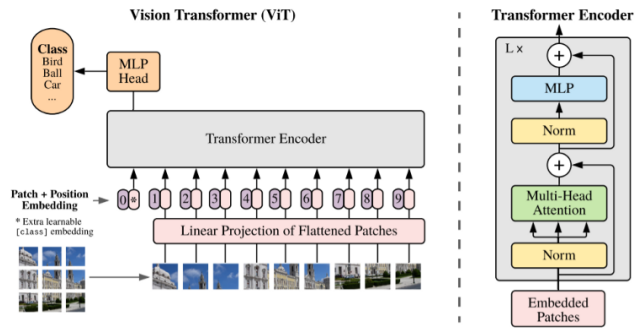 Vision Transformer (ViT)
Class
Bird
Ball
Car
...
MLP
Head
Transformer Encoder
Patch + Position
Embedding
* Extra learnable
[class] embedding
0 * 1 2 3 4 5 6 7 8 9
Linear Projection of Flattened Patches
Transformer Encoder
L x
+
MLP
Norm
+
Multi-Head
Attention
Norm
Embedded
Patches